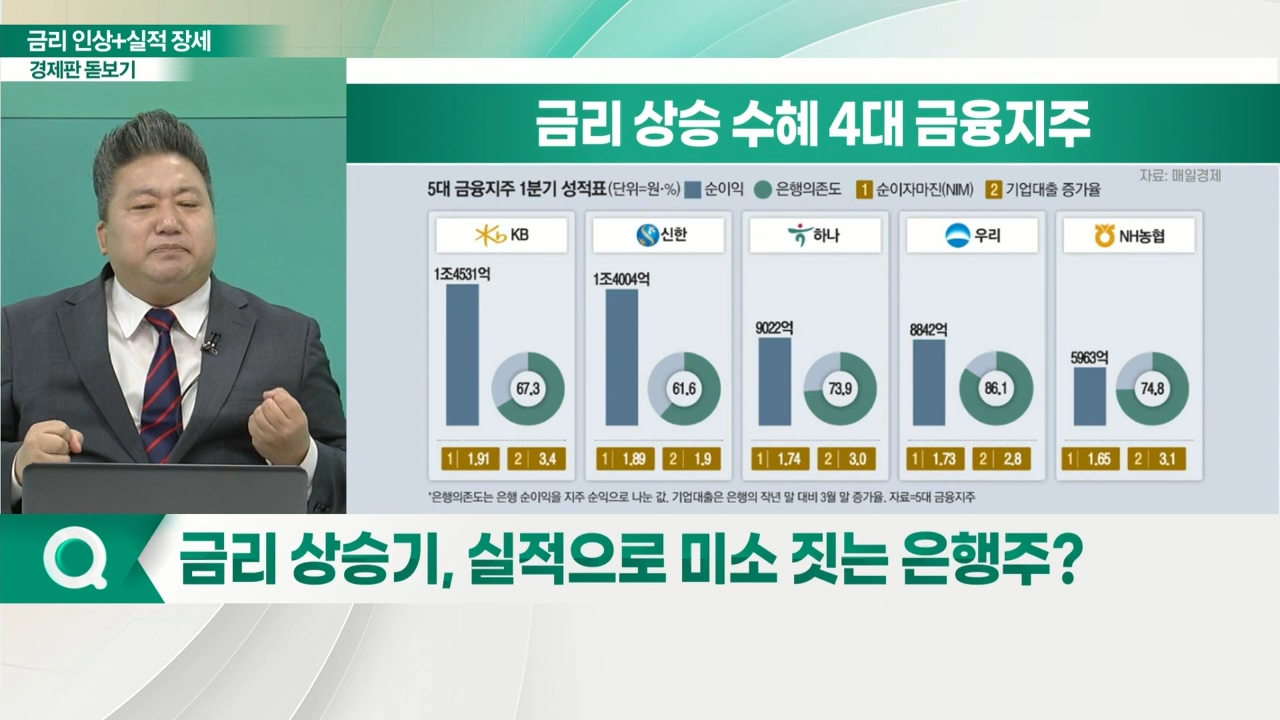 금리 인상+실적 장세
경제판 돋보기
금리 상승 수혜 4대 금융지주
자료: 매일경제
5대 금융지주 1분기 성적표(단위=원·%) 순이익 은행의존도 1 순이자마진(NIM) 2 기업대출 증가율
KB 신한 하나 우리 NH농협
1조4531억 1조4004억 9022억 8842억 5963억
67.3 61.6 73.9 86.1 74.8
1 1.91 2 3.4 1 1.89 2 1.9 1 1.74 2 3.0 1 1.73 2 2.8 1 1.65 2 3.1
*은행의존도는 은행 순이익을 지주 순익으로 나눈 값. 기업대출은 은행의 작년 말 대비 3월 말 증가율. 자료=5대 금융지주
Q 금리 상승기, 실적으로 미소 짓는 은행주?